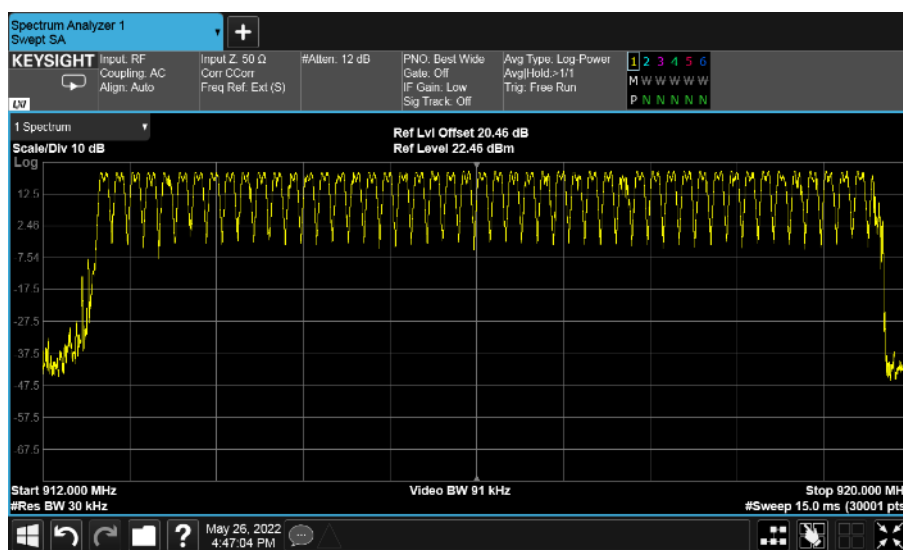 Spectrum Analyzer 1
Swept SA
+
KEYSIGHT
Input: RF
Coupling: AC
Align: Auto
Input Z: 50 Ω
Corr CCorr
Freq Ref: Ext (S)
#Atten: 12 dB
PNO: Best Wide
Gate: Off
IF Gain: Low
Sig Track: Off
Avg Type: Log-Power
Avg|Hold:>1/1
Trig: Free Run
1 2 3 4 5 6
M W W W W W
P N N N N N
LXI
1 Spectrum
Scale/Div 10 dB
Ref Lvl Offset 20.46 dB
Ref Level 22.46 dBm
Log
12.5
2.46
-7.54
-17.5
-27.5
-37.5
-47.5
-57.5
-67.5
Start 912.000 MHz
#Res BW 30 kHz
Video BW 91 kHz
Stop 920.000 MH
#Sweep 15.0 ms (30001 pts
?
May 26, 2022
4:47:04 PM